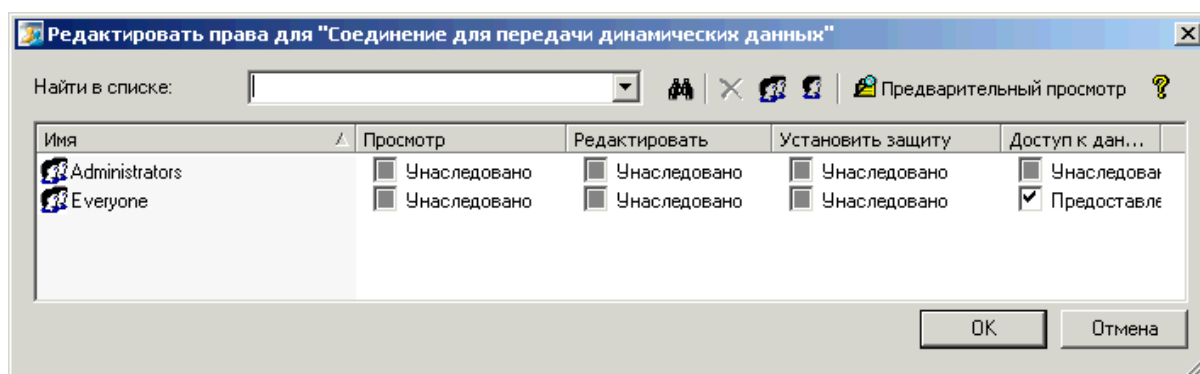 Редактировать права для "Соединение для передачи динамических данных"
Найти в списке: Предварительный просмотр
Имя Просмотр Редактировать Установить защиту Доступ к дан...
Administrators Унаследовано Унаследовано Унаследовано Унаследован
Everyone Унаследовано Унаследовано Унаследовано Предоставле
OK Отмена